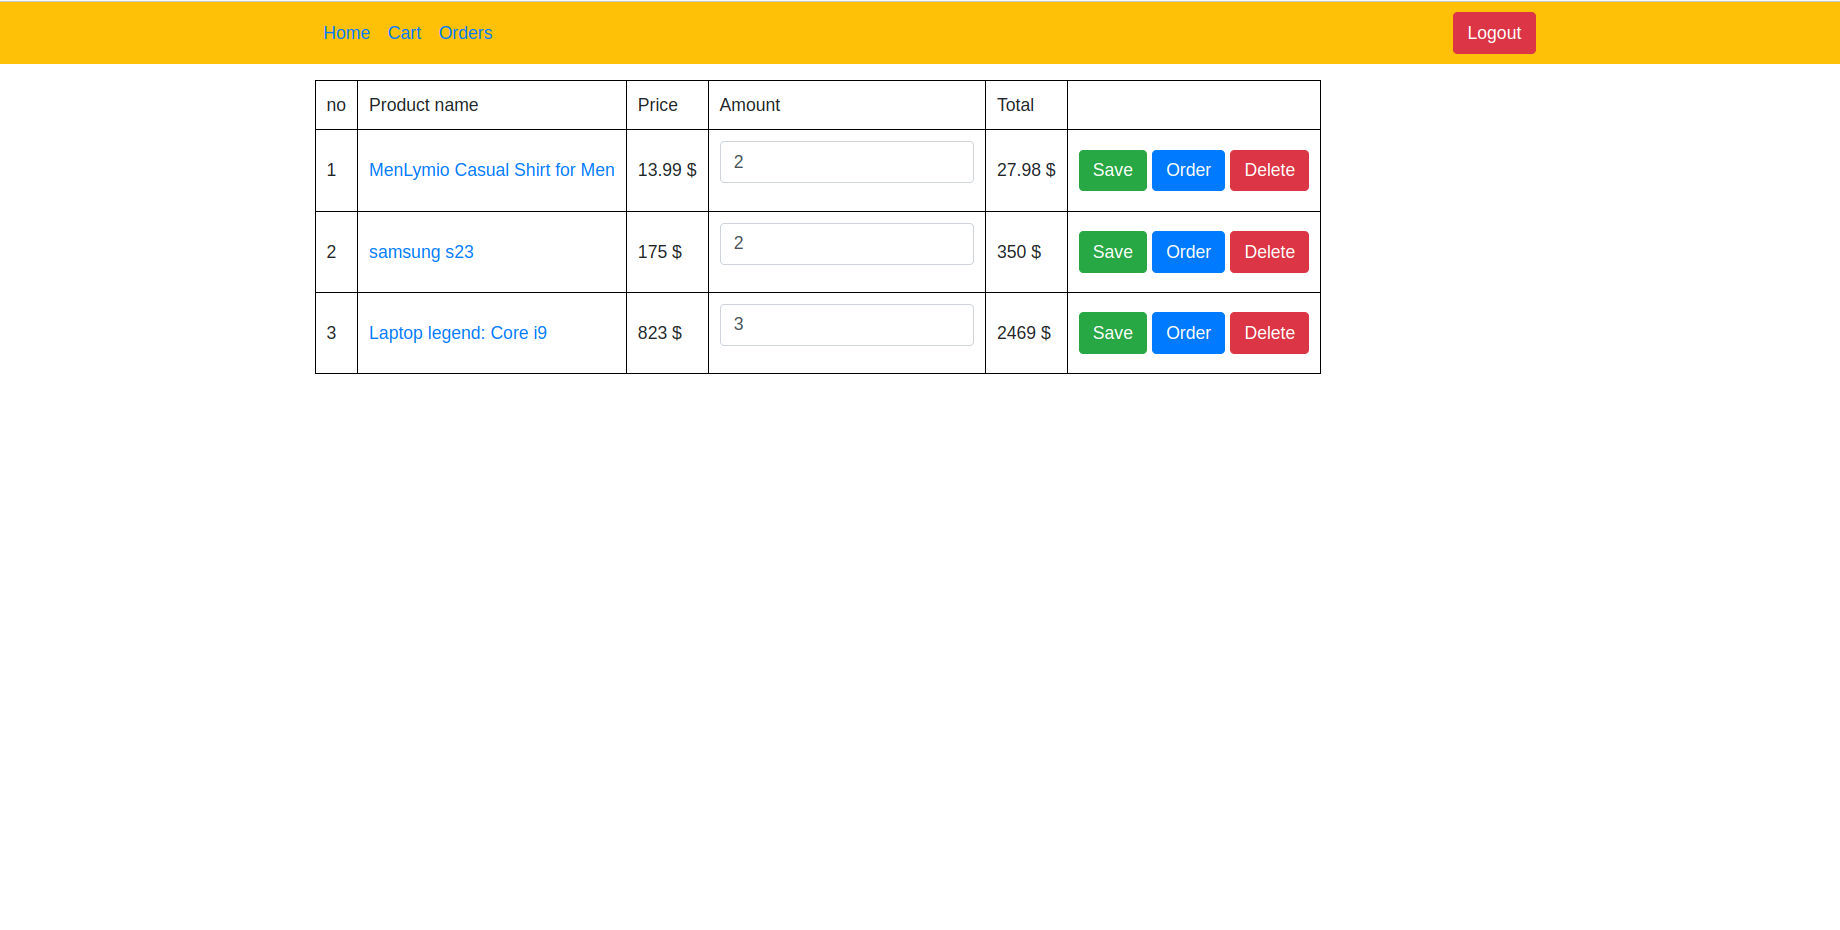 Home Cart Orders Logout
no Product name Price Amount Total
1 MenLymio Casual Shirt for Men 13.99 $ 2 27.98 $ Save Order Delete
2 samsung s23 175 $ 2 350 $ Save Order Delete
3 Laptop legend: Core i9 823 $ 3 2469 $ Save Order Delete